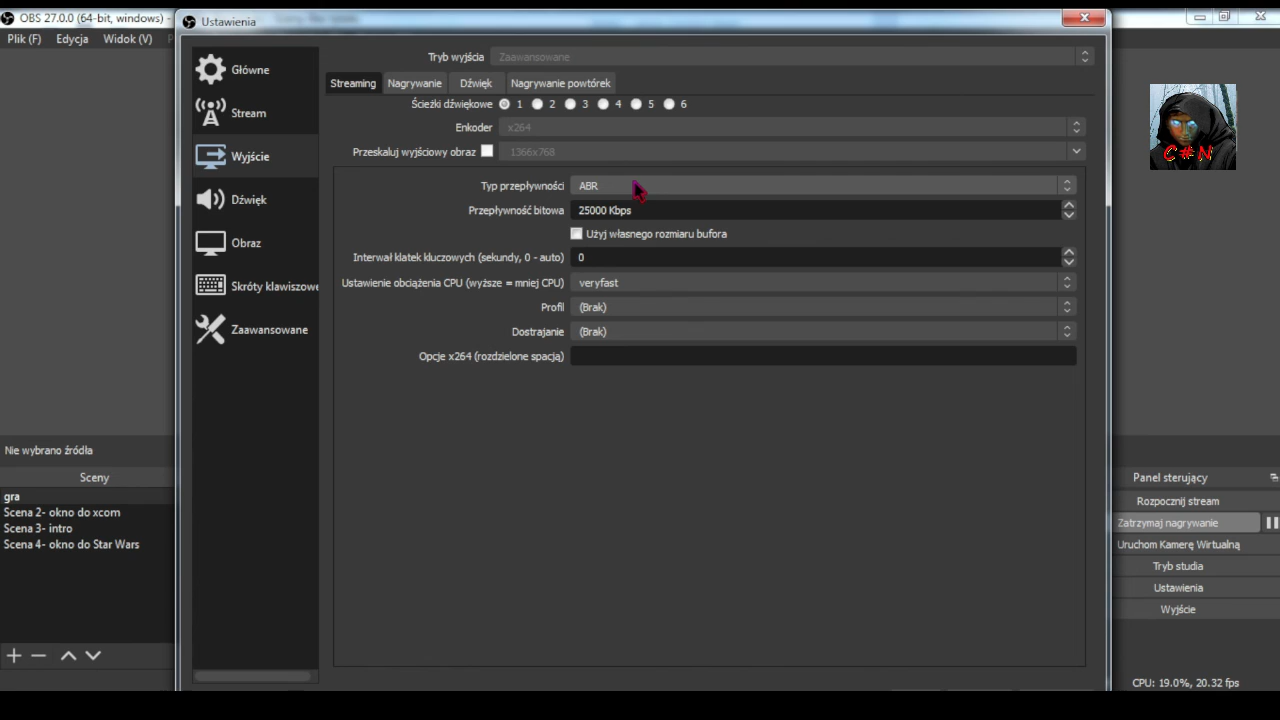 OBS 27.0.0 (64-bit, windows) -
Ustawienia
Plik (F) Edycja Widok (V)
Główne
Stream
Wyjście
Dźwięk
Obraz
Skróty klawiszowe
Zaawansowane
Tryb wyjścia Zaawansowane
Streaming Nagrywanie Dźwięk Nagrywanie powtórek
Ścieżki dźwiękowe 1 2 3 4 5 6
Enkoder x264
Przeskaluj wyjściowy obraz 1366x768
Typ przepływności ABR
Przepływność bitowa 25000 Kbps
Użyj własnego rozmiaru bufora
Interwał klatek kluczowych (sekundy, 0 - auto) 0
Ustawienie obciążenia CPU (wyższe = mniej CPU) veryfast
Profil (Brak)
Dostrajanie (Brak)
Opcje x264 (rozdzielone spacją)
C#N
Nie wybrano źródła
Sceny
gra
Scena 2- okno do xcom
Scena 3- intro
Scena 4- okno do Star Wars
Panel sterujący
Rozpocznij stream
Zatrzymaj nagrywanie
Uruchom Kamerę Wirtualną
Tryb studia
Ustawienia
Wyjście
CPU: 19.0%, 20.32 fps